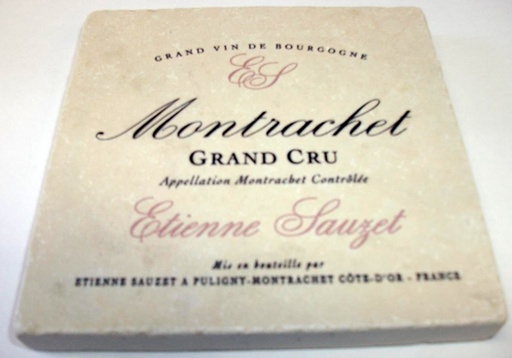 GRAND VIN DE BOURGOGNE
ES
Montrachet
GRAND CRU
Appellation Montrachet Contrôlée
Etienne Sauzet
Mis en bouteille par
ETIENNE SAUZET A PULIGNY-MONTRACHET CÔTE-D'OR - FRANCE